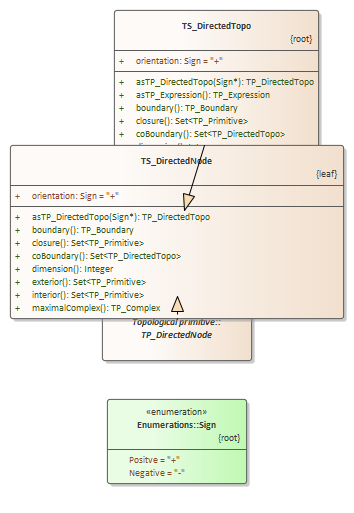 TS_DirectedTopo
{root}
+ orientation: Sign = "+"
+ asTP_DirectedTopo(Sign*): TP_DirectedTopo
+ asTP_Expression(): TP_Expression
+ boundary(): TP_Boundary
+ closure(): Set<TP_Primitive>
+ coBoundary(): Set<TP_DirectedTopo>
TS_DirectedNode
{leaf}
+ orientation: Sign = "+"
+ asTP_DirectedTopo(Sign*): TP_DirectedTopo
+ boundary(): TP_Boundary
+ closure(): Set<TP_Primitive>
+ coBoundary(): Set<TP_DirectedTopo>
+ dimension(): Integer
+ exterior(): Set<TP_Primitive>
+ interior(): Set<TP_Primitive>
+ maximalComplex(): TP_Complex
Topological primitive::
TP_DirectedNode
«enumeration»
Enumerations::Sign
{root}
Positve = "+"
Negative = "-"